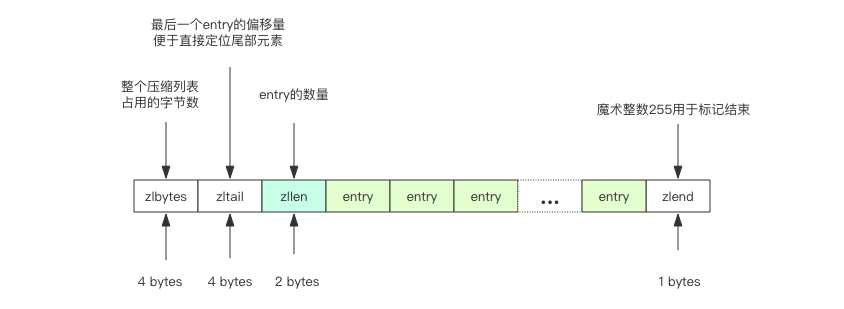 最后一个entry的偏移量
便于直接定位尾部元素
整个压缩列表
占用的字节数
entry的数量
魔术整数255用于标记结束
zlbytes zltail zllen entry entry entry ... entry zlend
4 bytes 4 bytes 2 bytes 1 bytes